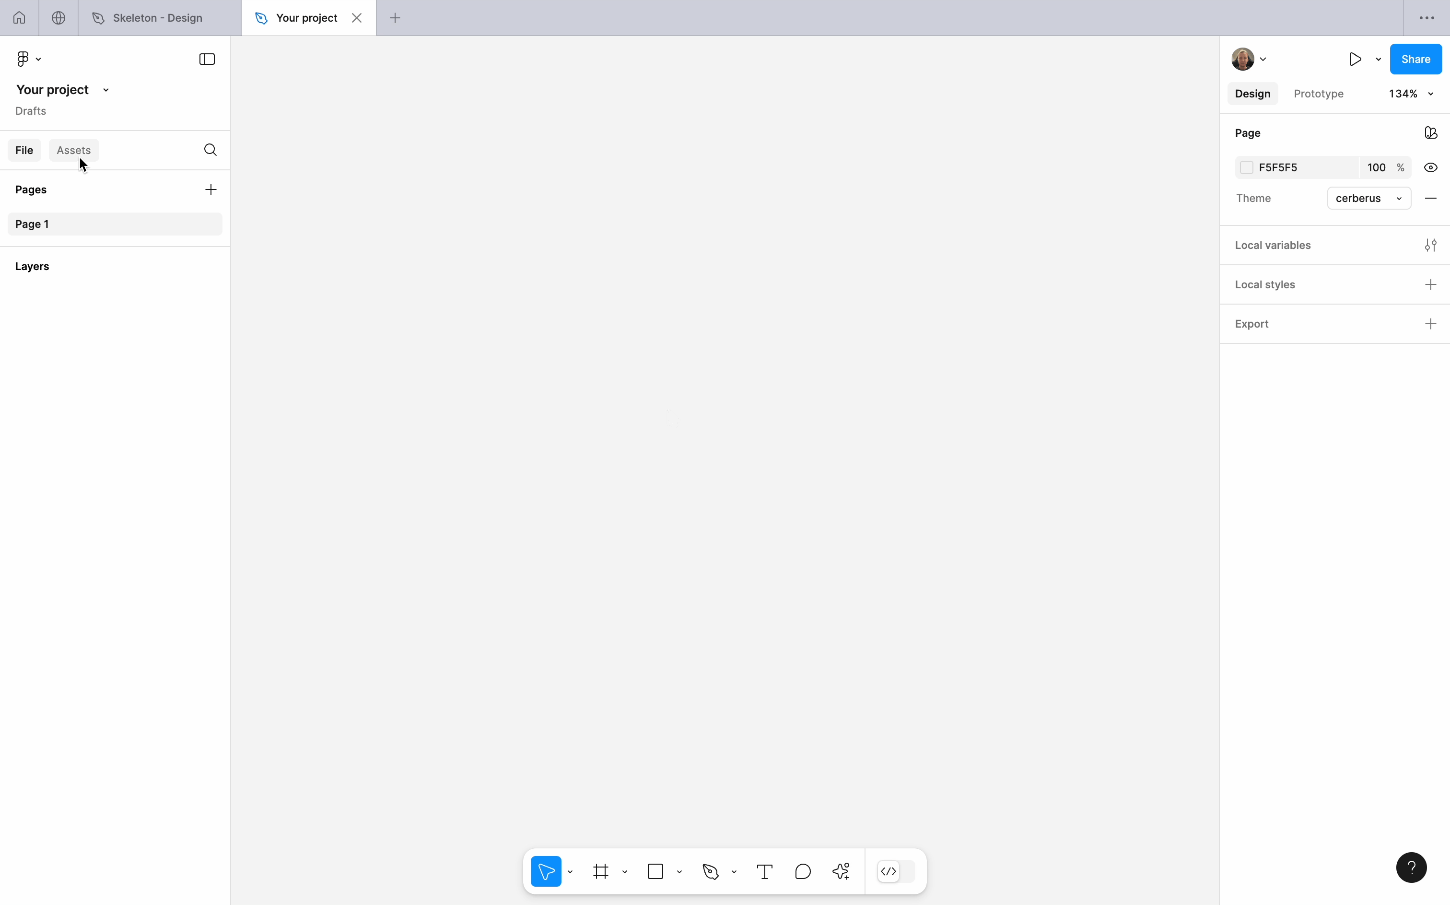 Skeleton - Design
Your project
Your project
Drafts
Share
Design
Prototype
134%
File
Assets
Page
F5F5F5
100
%
Theme
cerberus
Pages
Page 1
Layers
Local variables
Local styles
Export
?